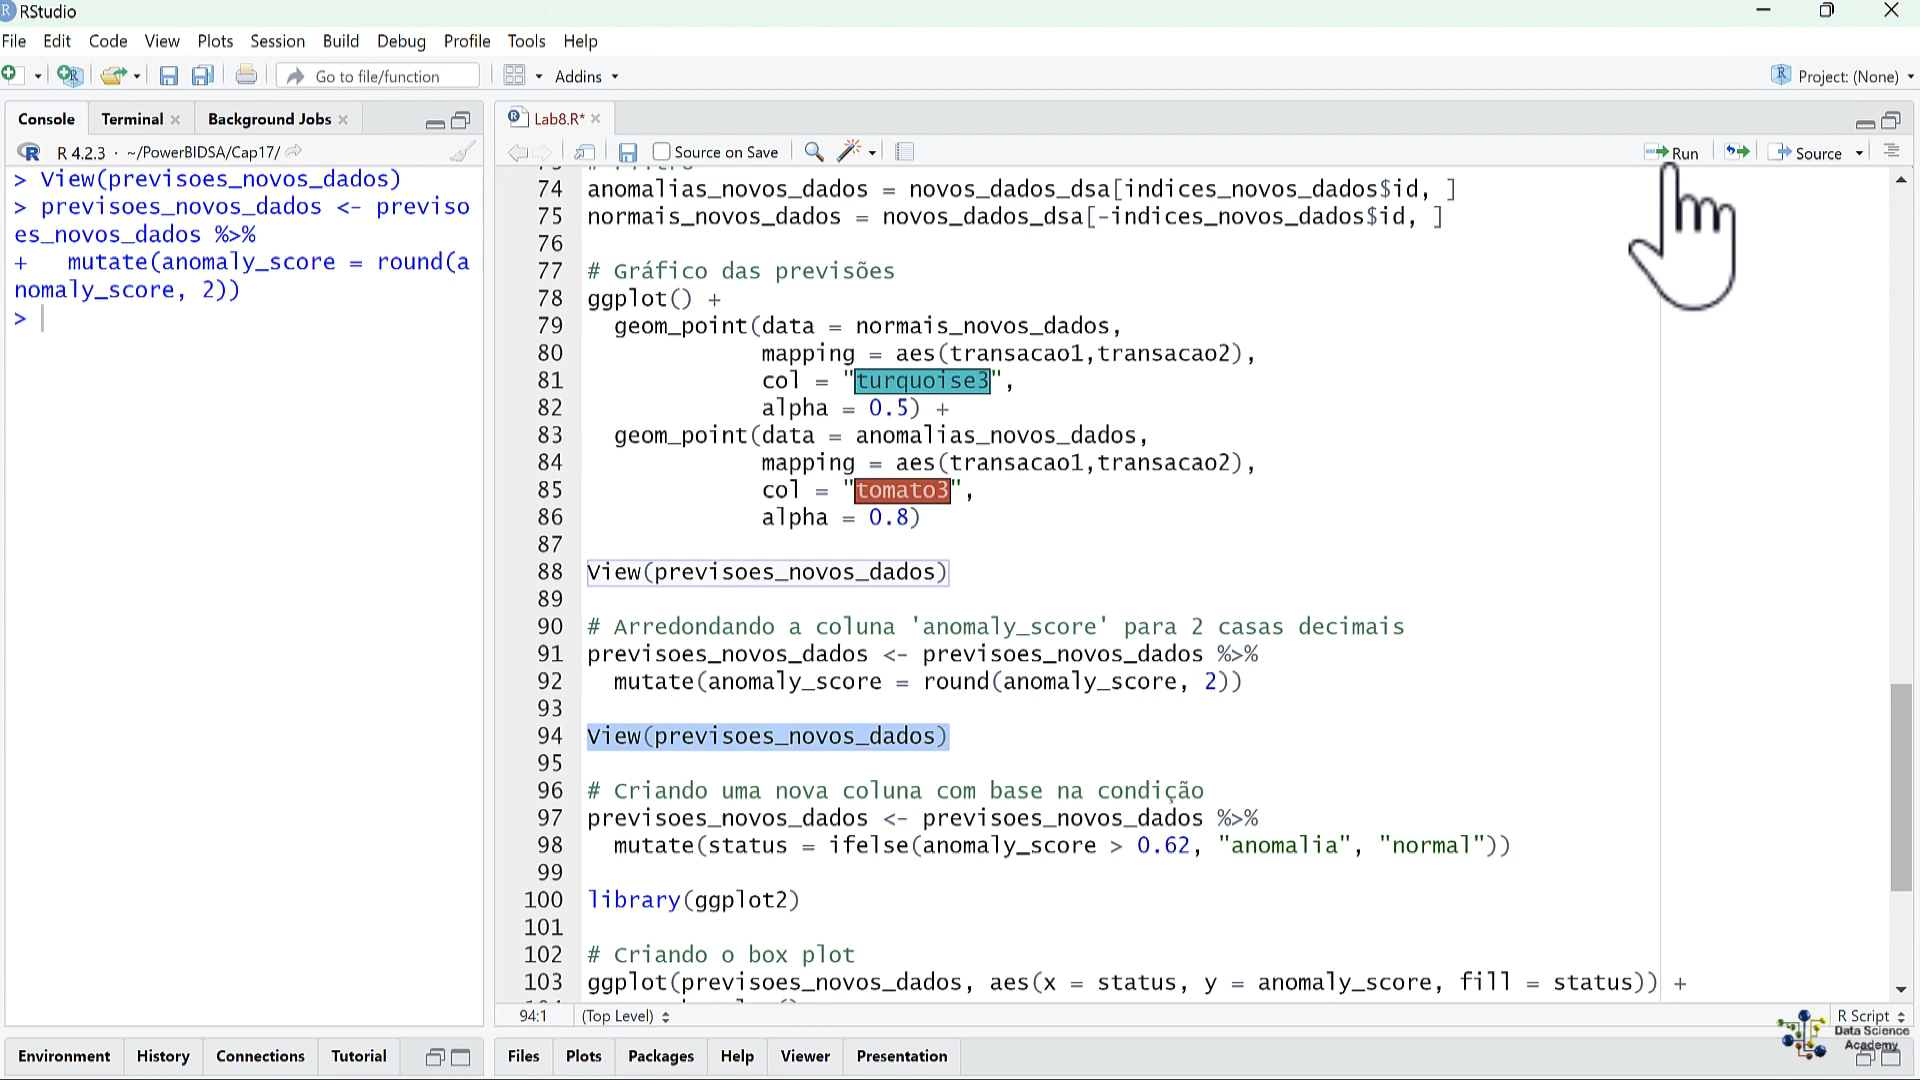 RStudio
File Edit Code View Plots Session Build Debug Profile Tools Help
Go to file/function Addins Project: (None)
Console Terminal Background Jobs
R 4.2.3 · ~/PowerBIDSA/Cap17/
> View(previsoes_novos_dados)
> previsoes_novos_dados <- previso
es_novos_dados %>%
+   mutate(anomaly_score = round(a
nomaly_score, 2))
>
Lab8.R*
Source on Save Run Source
74 anomalias_novos_dados = novos_dados_dsa[indices_novos_dados$id, ]
75 normais_novos_dados = novos_dados_dsa[-indices_novos_dados$id, ]
76
77 # Gráfico das previsões
78 ggplot() +
79   geom_point(data = normais_novos_dados,
80              mapping = aes(transacao1,transacao2),
81              col = "turquoise3",
82              alpha = 0.5) +
83   geom_point(data = anomalias_novos_dados,
84              mapping = aes(transacao1,transacao2),
85              col = "tomato3",
86              alpha = 0.8)
87
88 View(previsoes_novos_dados)
89
90 # Arredondando a coluna 'anomaly_score' para 2 casas decimais
91 previsoes_novos_dados <- previsoes_novos_dados %>%
92   mutate(anomaly_score = round(anomaly_score, 2))
93
94 View(previsoes_novos_dados)
95
96 # Criando uma nova coluna com base na condição
97 previsoes_novos_dados <- previsoes_novos_dados %>%
98   mutate(status = ifelse(anomaly_score > 0.62, "anomalia", "normal"))
99
100 library(ggplot2)
101
102 # Criando o box plot
103 ggplot(previsoes_novos_dados, aes(x = status, y = anomaly_score, fill = status)) +
94:1 (Top Level) R Script
Data Science
Academy
Environment History Connections Tutorial
Files Plots Packages Help Viewer Presentation